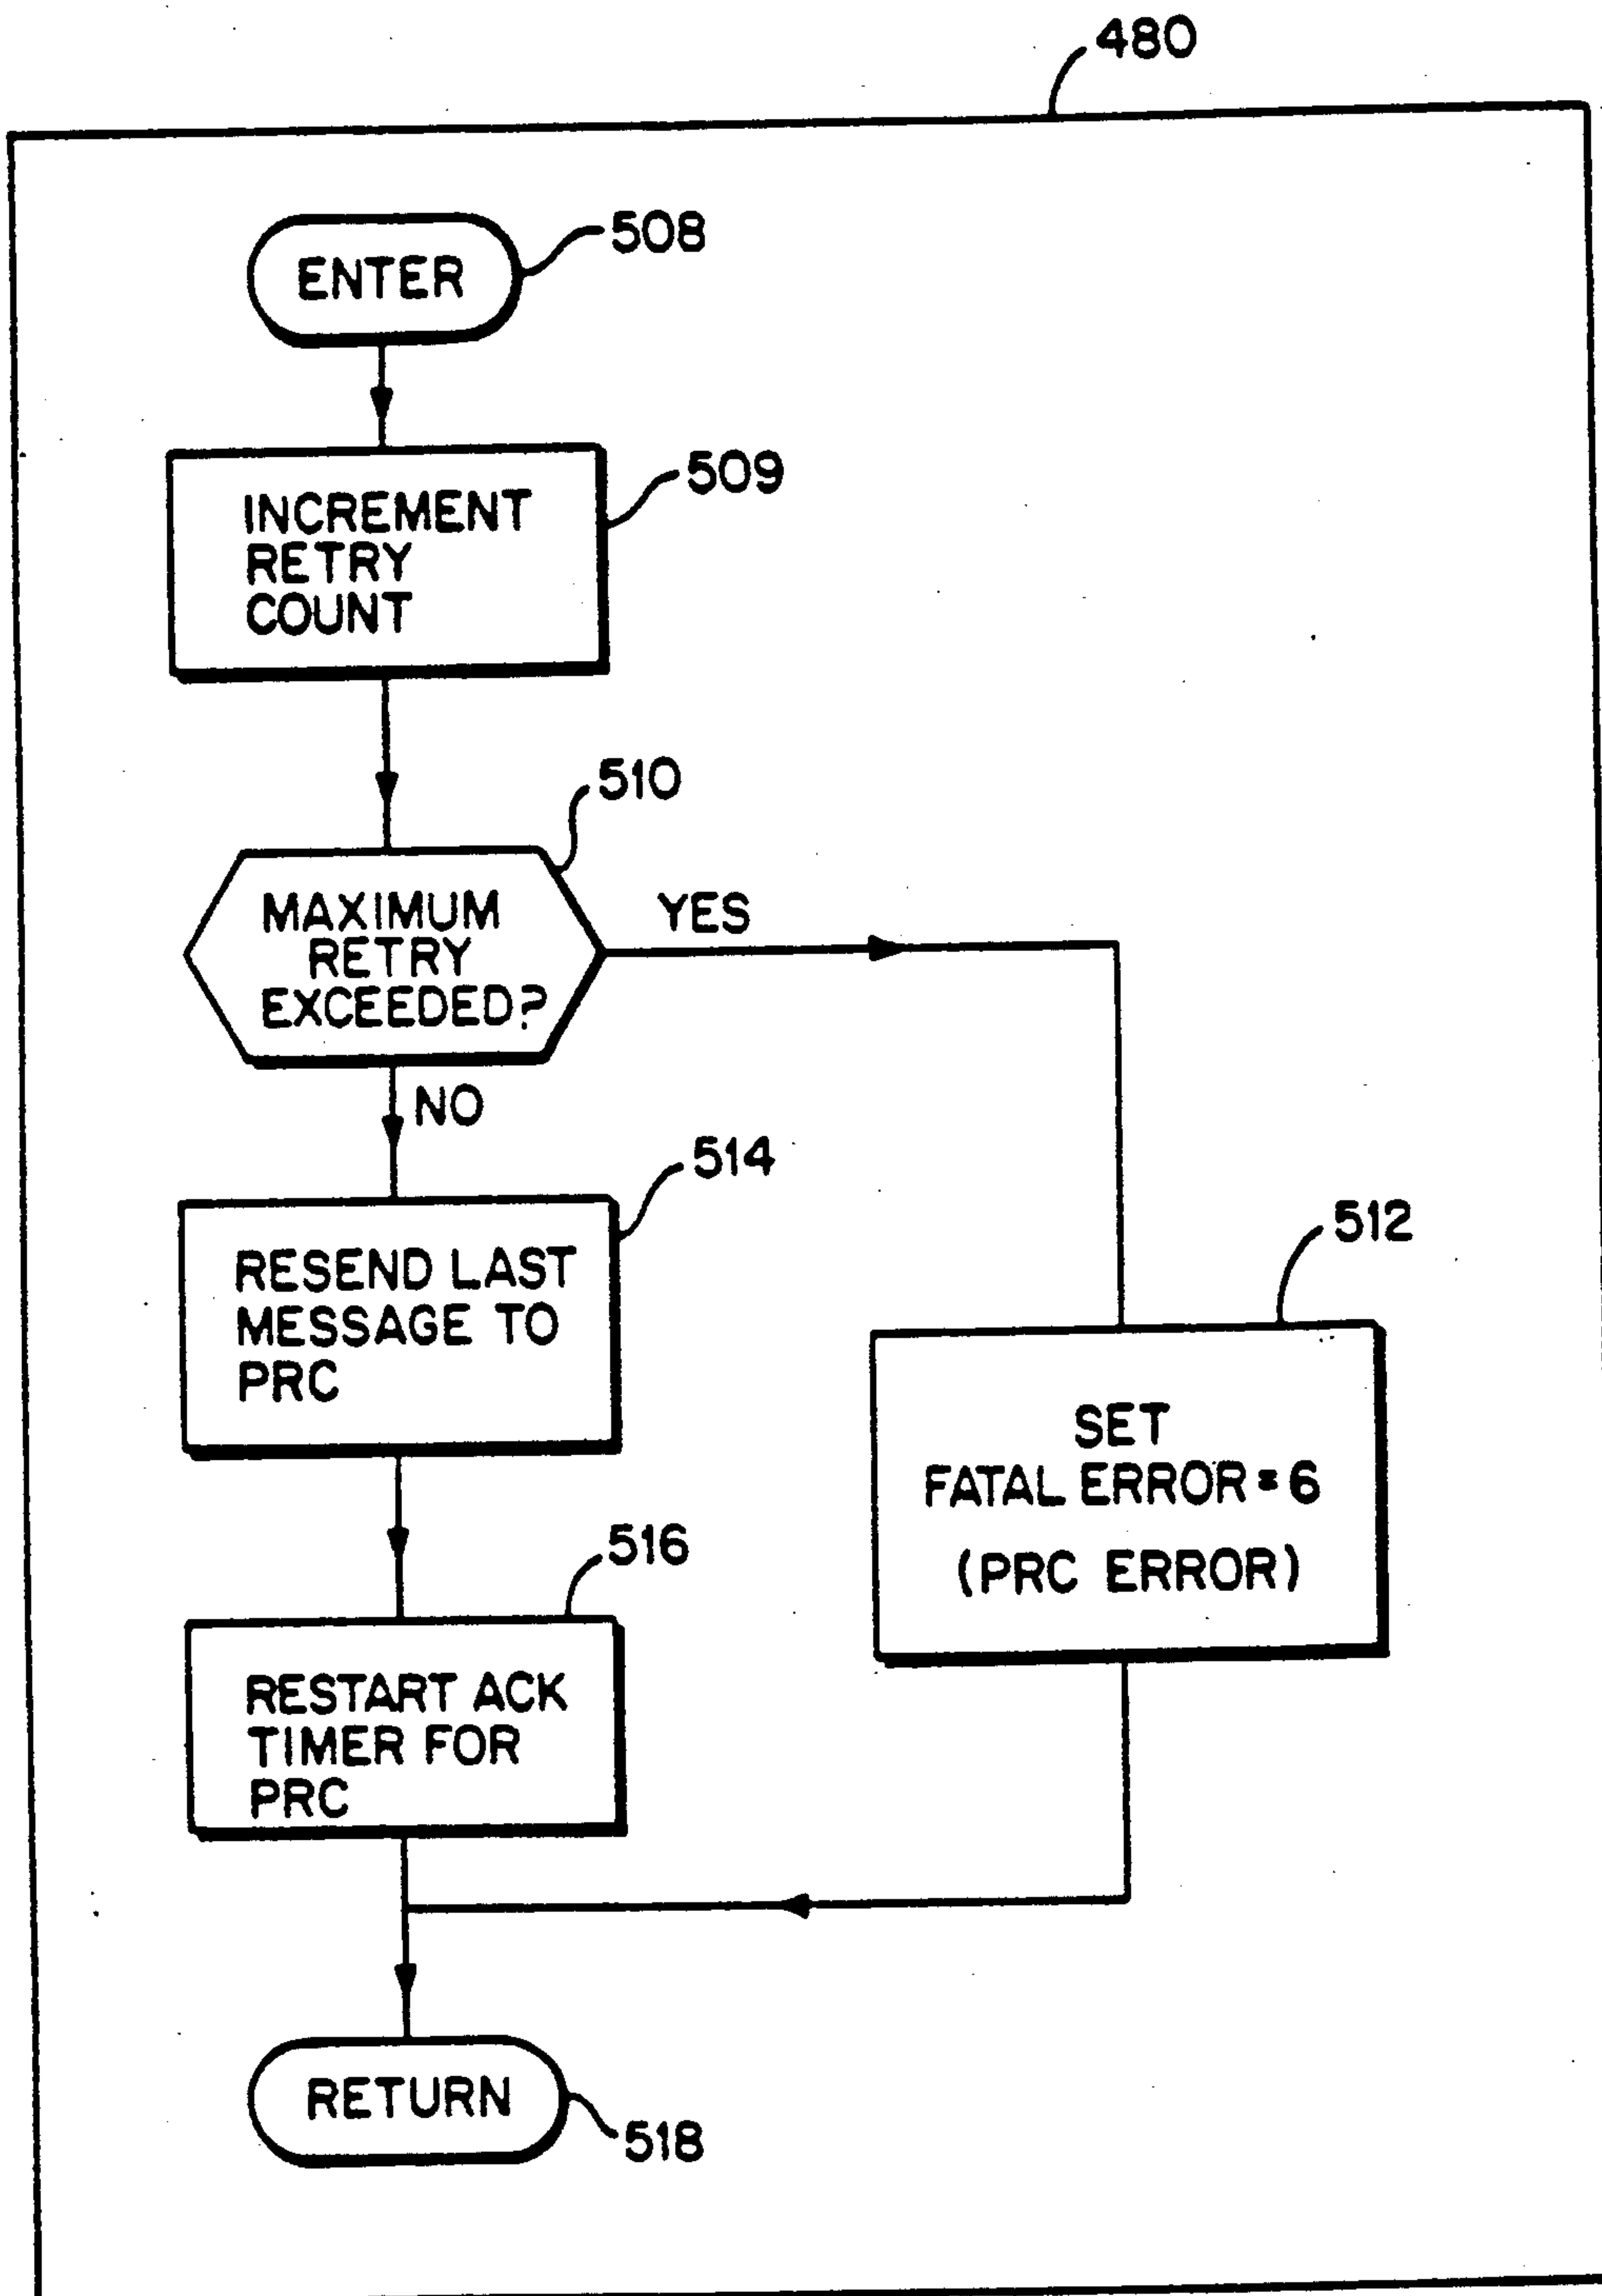 480
508
ENTER
509
INCREMENT
RETRY
COUNT
510
MAXIMUM
RETRY
EXCEEDED?
YES
NO
514
RESEND LAST
MESSAGE TO
PRC
512
SET
FATAL ERROR = 6
(PRC ERROR)
516
RESTART ACK
TIMER FOR
PRC
RETURN
518